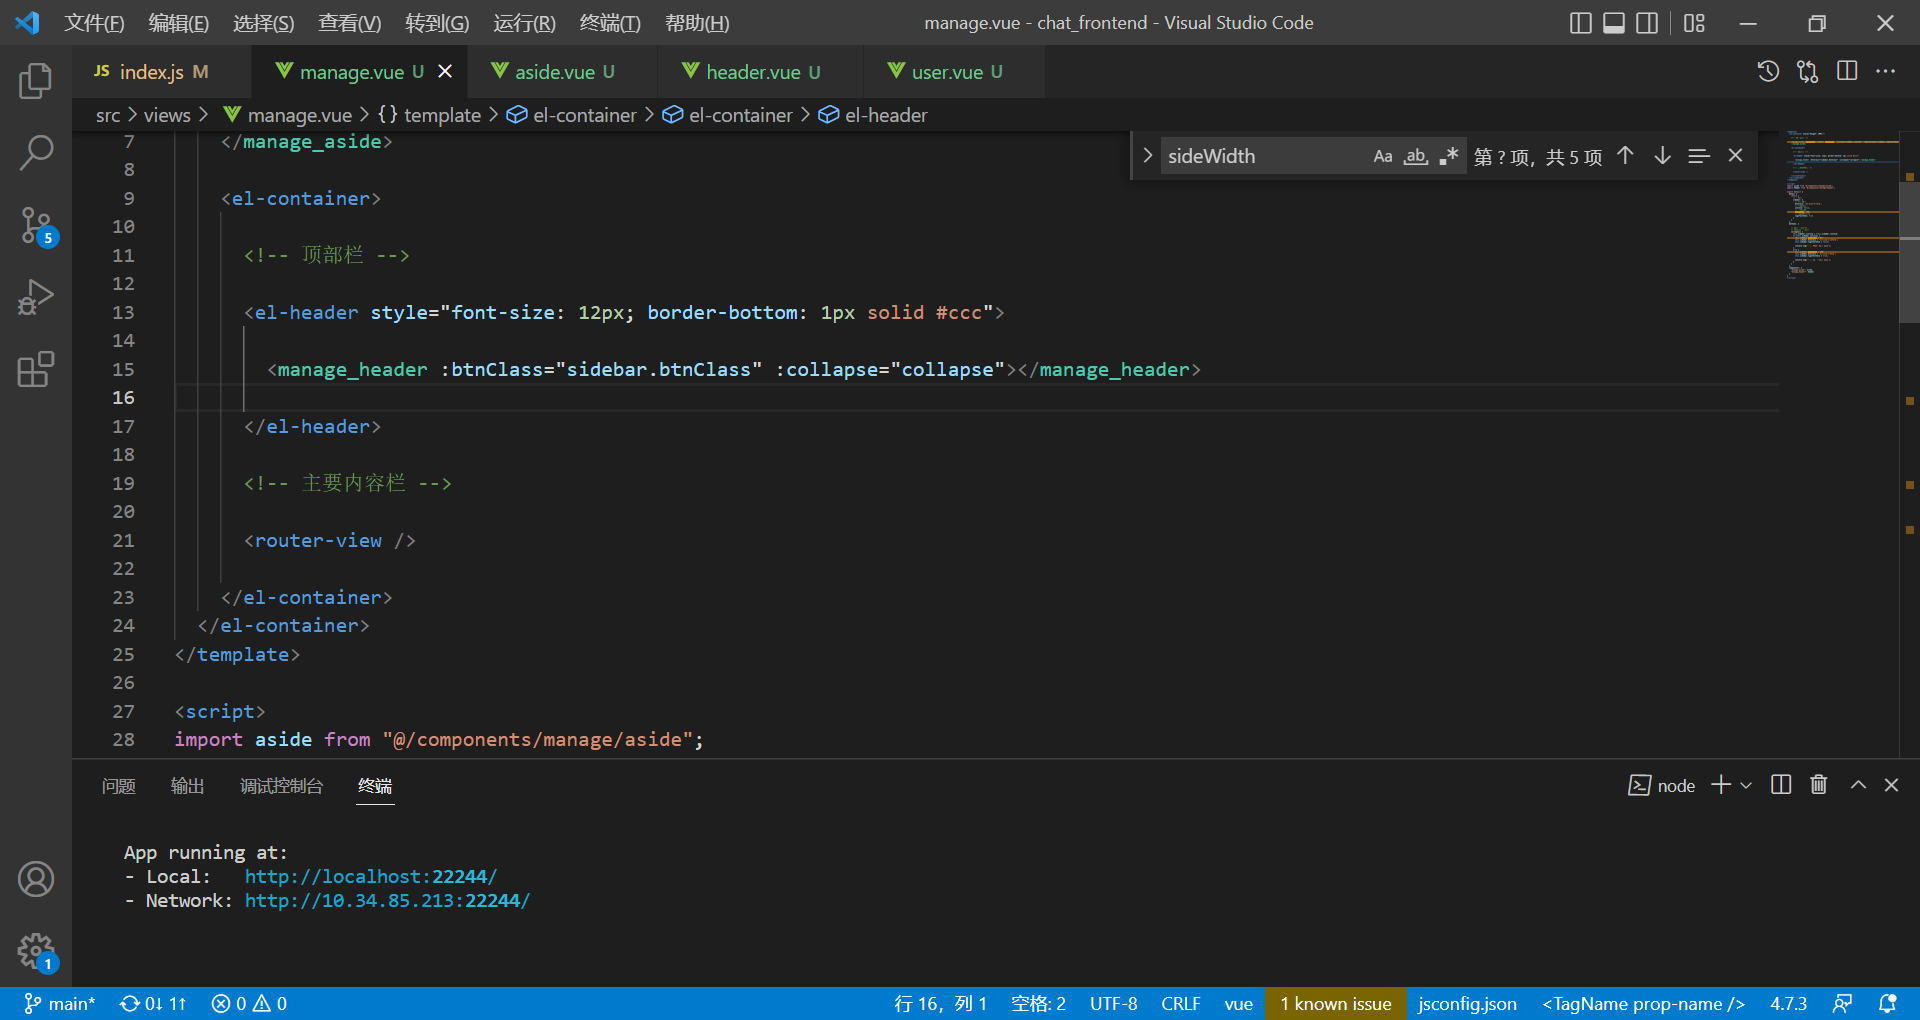 文件(F) 编辑(E) 选择(S) 查看(V) 转到(G) 运行(R) 终端(T) 帮助(H) manage.vue - chat_frontend - Visual Studio Code
JS index.js M manage.vue U aside.vue U header.vue U user.vue U
src > views > manage.vue > {} template > el-container > el-container > el-header
sideWidth Aa ab .* 第 ? 项，共 5 项
7 </manage_aside>
8
9 <el-container>
10
11 <!-- 顶部栏 -->
12
13 <el-header style="font-size: 12px; border-bottom: 1px solid #ccc">
14
15 <manage_header :btnClass="sidebar.btnClass" :collapse="collapse"></manage_header>
16
17 </el-header>
18
19 <!-- 主要内容栏 -->
20
21 <router-view />
22
23 </el-container>
24 </el-container>
25 </template>
26
27 <script>
28 import aside from "@/components/manage/aside";
5
问题 输出 调试控制台 终端 node
App running at:
- Local: http://localhost:22244/
- Network: http://10.34.85.213:22244/
1
main* 0↓ 1↑ 0 0 行 16，列 1 空格: 2 UTF-8 CRLF vue 1 known issue jsconfig.json <TagName prop-name /> 4.7.3